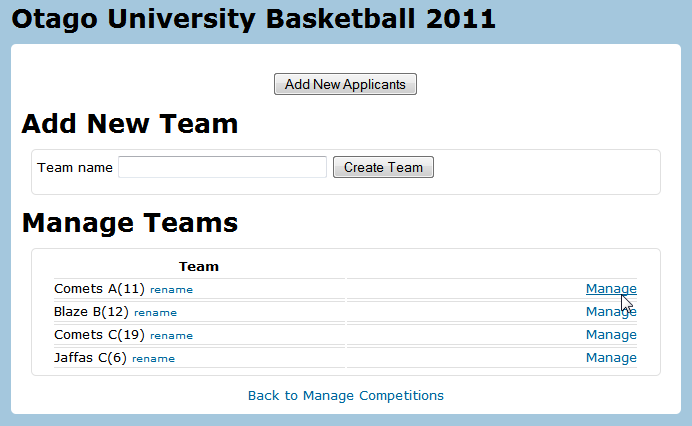 Otago University Basketball 2011
Add New Applicants
Add New Team
Team name Create Team
Manage Teams
Team
Comets A(11) rename Manage
Blaze B(12) rename Manage
Comets C(19) rename Manage
Jaffas C(6) rename Manage
Back to Manage Competitions